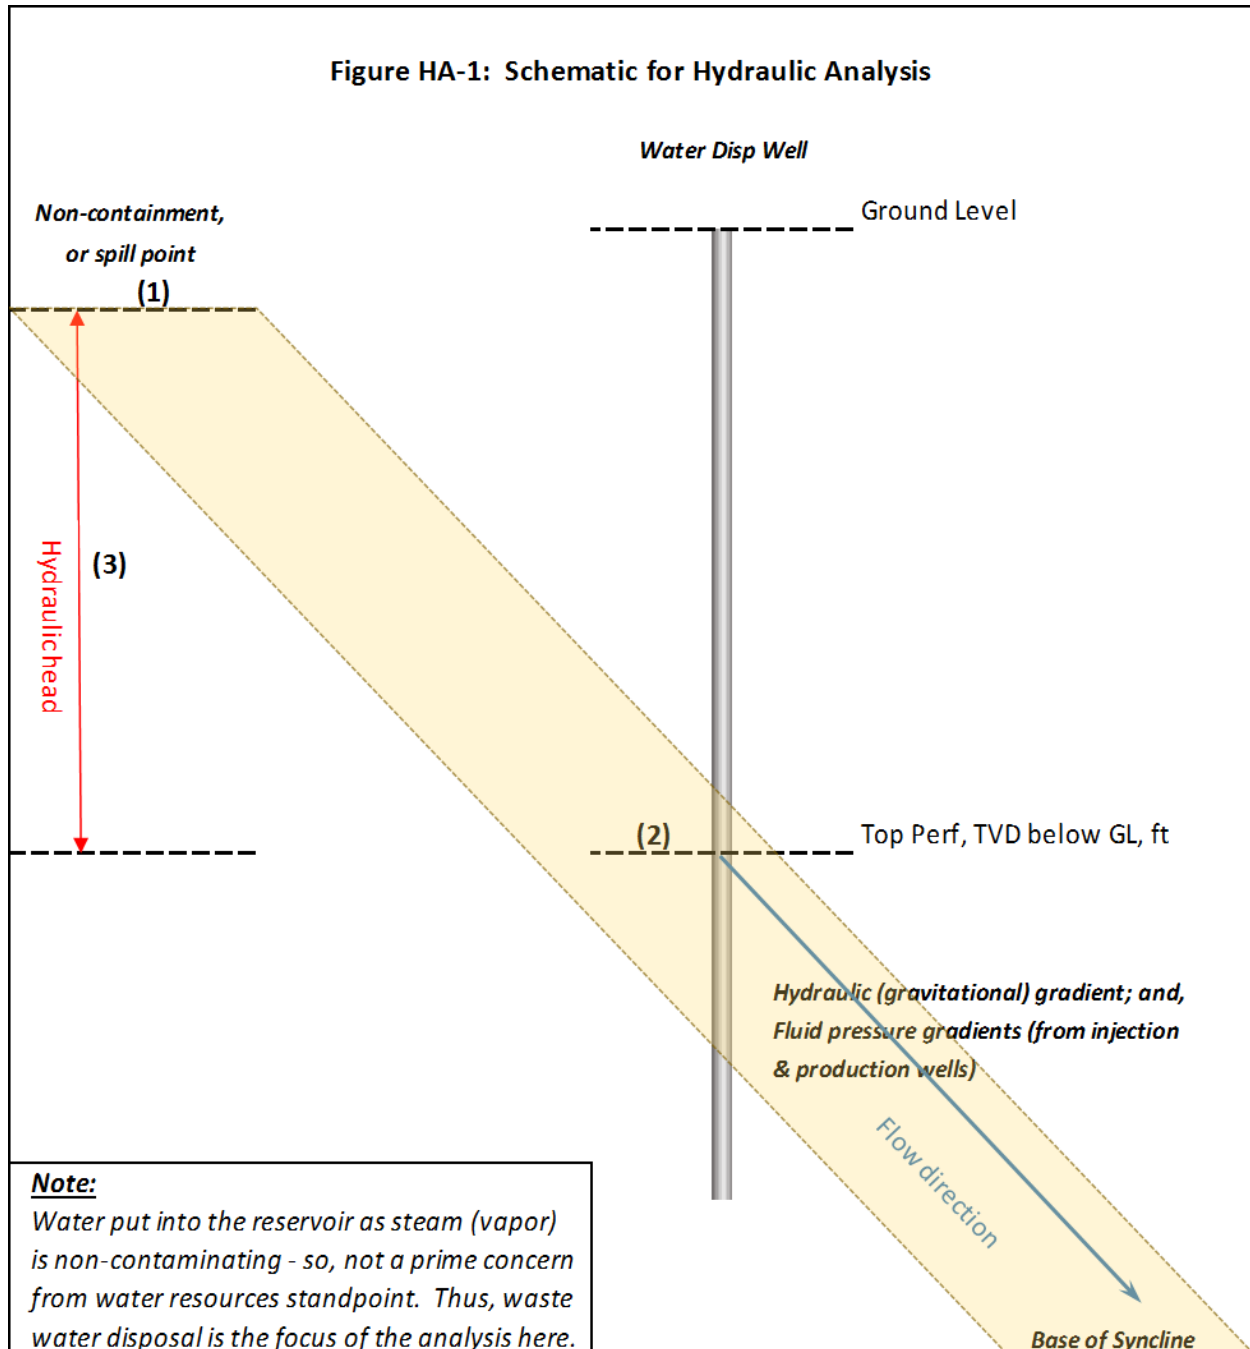 Figure HA-1:  Schematic for Hydraulic Analysis
Water Disp Well
Ground Level
Non-containment,
or spill point
(1)
Hydraulic head
(3)
(2)
Top Perf, TVD below GL, ft
Hydraulic (gravitational) gradient; and,
Fluid pressure gradients (from injection
& production wells)
Flow direction
Note:
Water put into the reservoir as steam (vapor)
is non-contaminating - so, not a prime concern
from water resources standpoint.  Thus, waste
water disposal is the focus of the analysis here.
Base of Syncline